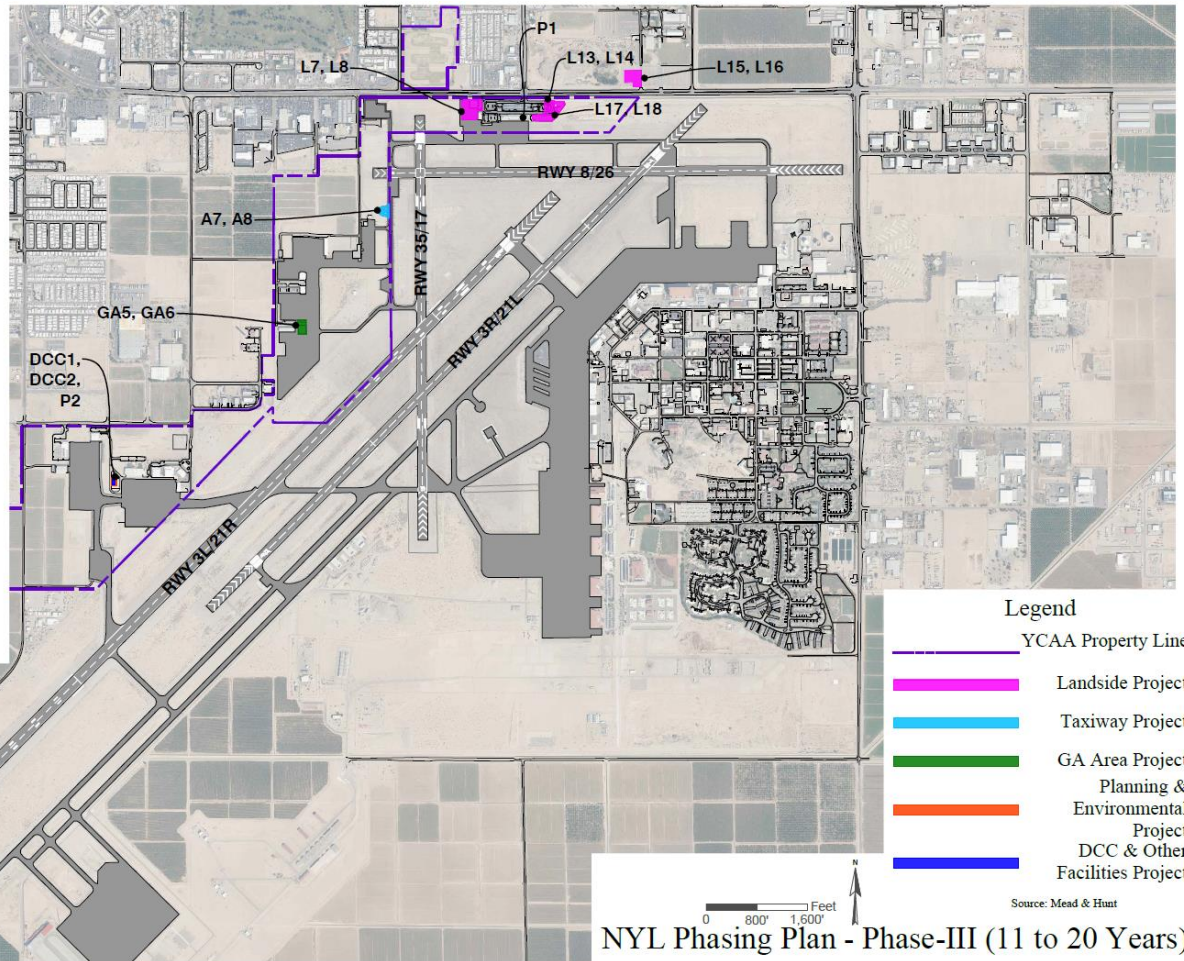 P1
L7, L8
L13, L14
L15, L16
L17, L18
RWY 8/26
A7, A8
RWY 35/17
GA5, GA6
RWY 3R/21L
DCC1,
DCC2,
P2
RWY 3L/21R
Legend
YCAA Property Line
Landside Project
Taxiway Project
GA Area Project
Planning &
Environmental
Project
DCC & Other
Facilities Project
Source: Mead & Hunt
N
Feet
0 800' 1,600'
NYL Phasing Plan - Phase-III (11 to 20 Years)